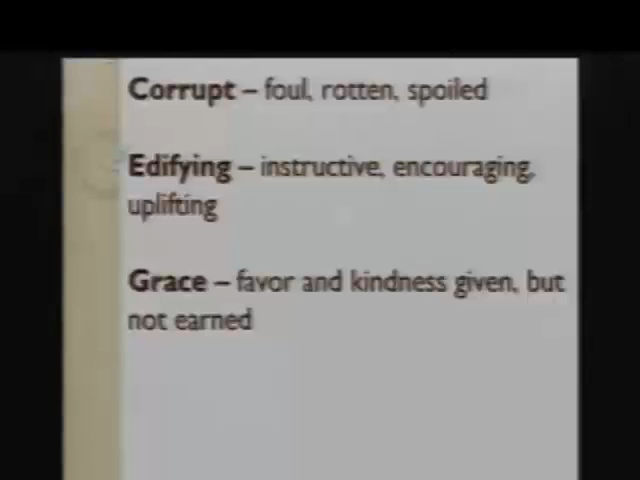 Corrupt – foul, rotten, spoiled
Edifying – instructive, encouraging,
uplifting
Grace – favor and kindness given, but
not earned